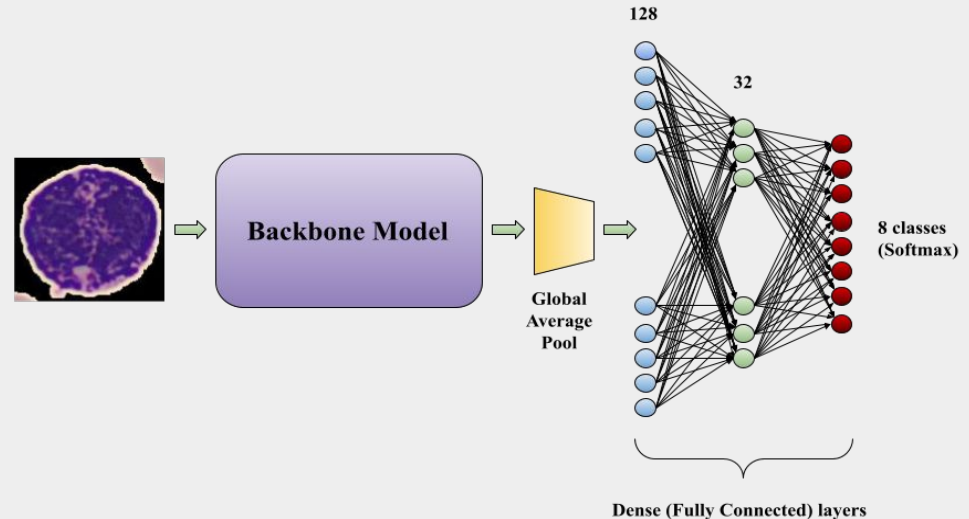 128
32
Backbone Model
8 classes
(Softmax)
Global
Average
Pool
Dense (Fully Connected) layers